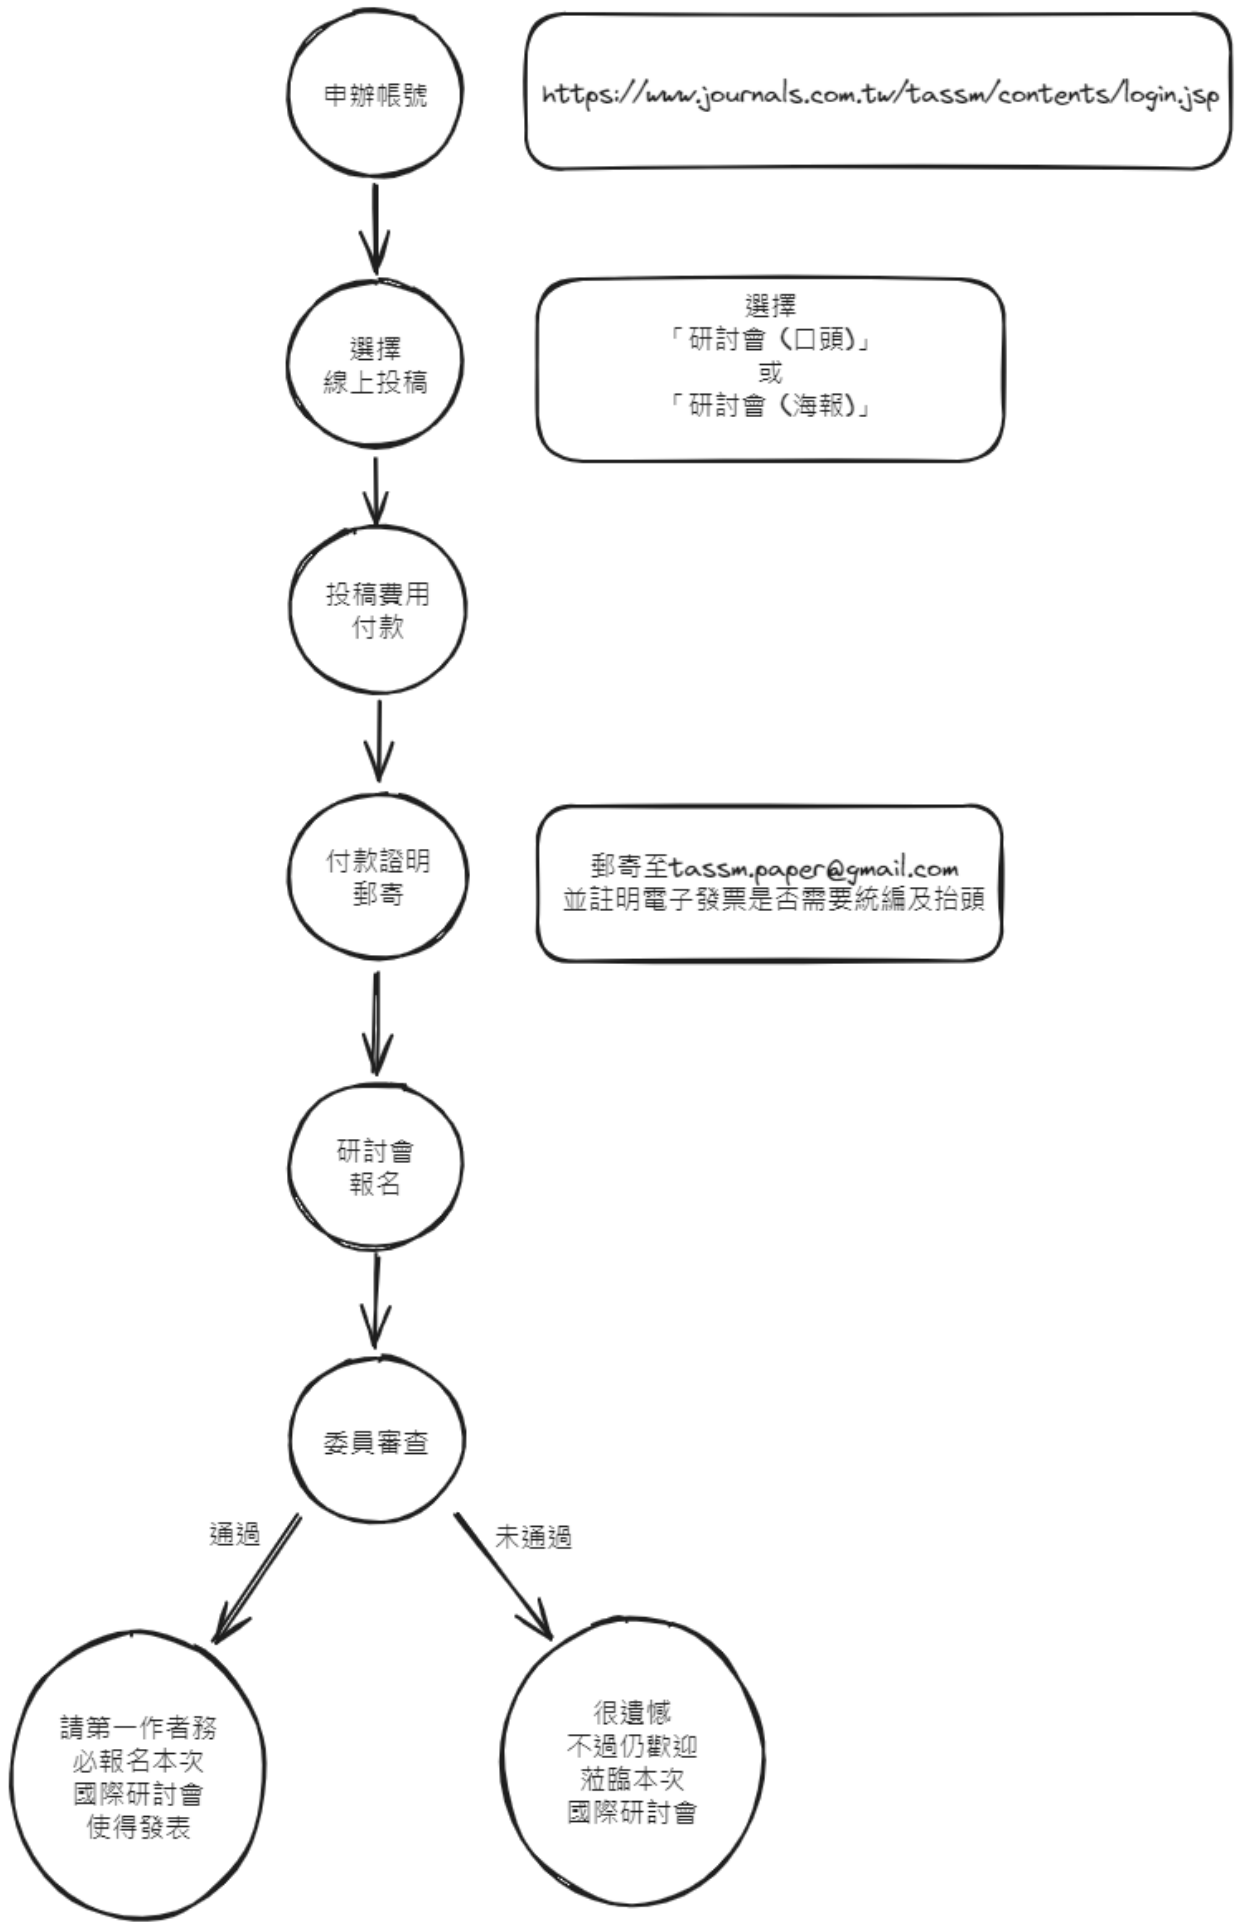 申辦帳號
https://www.journals.com.tw/tassm/contents/login.jsp
選擇
線上投稿
選擇
「研討會（口頭）」
或
「研討會（海報）」
投稿費用
付款
付款證明
郵寄
郵寄至tassm.paper@gmail.com
並註明電子發票是否需要統編及抬頭
研討會
報名
委員審查
通過
未通過
請第一作者務
必報名本次
國際研討會
使得發表
很遺憾
不過仍歡迎
蒞臨本次
國際研討會